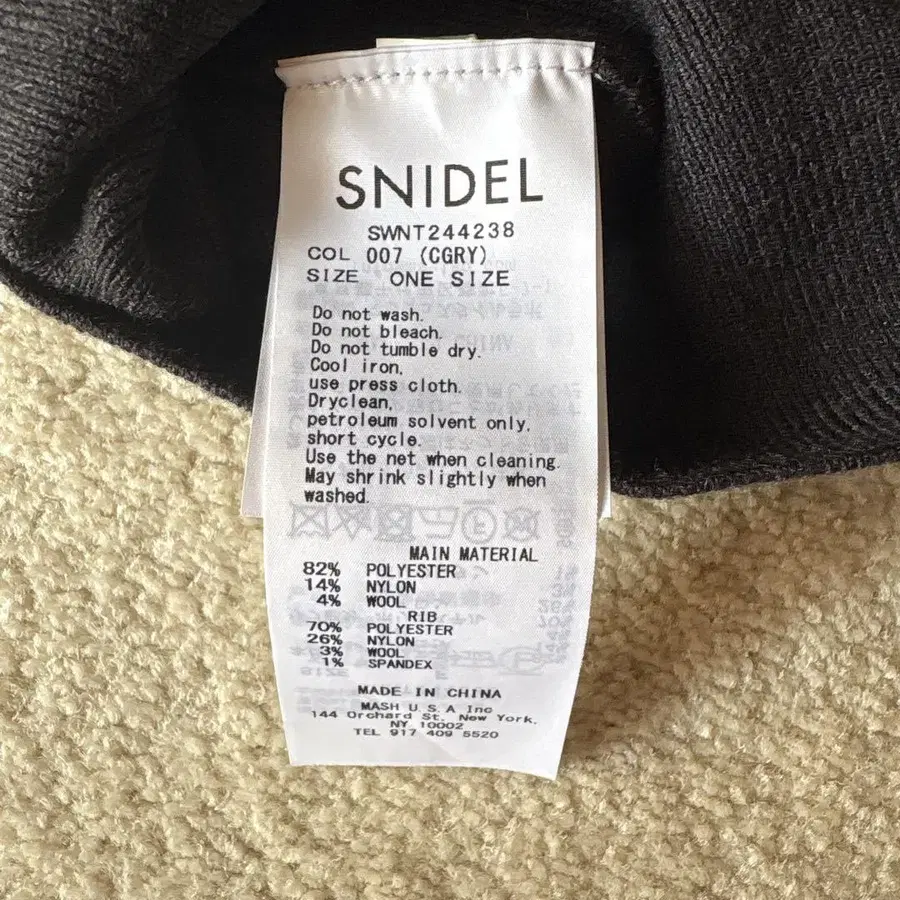 SNIDEL
SWNT244238
COL 007 (CGRY)
SIZE ONE SIZE
Do not wash.
Do not bleach.
Do not tumble dry.
Cool iron,
use press cloth.
Dryclean,
petroleum solvent only,
short cycle.
Use the net when cleaning.
May shrink slightly when
washed.
MAIN MATERIAL
82% POLYESTER
14% NYLON
4% WOOL
RIB
70% POLYESTER
26% NYLON
3% WOOL
1% SPANDEX
MADE IN CHINA
MASH U.S.A Inc
144 Orchard St, New York,
NY 10002
TEL 917 409 5520